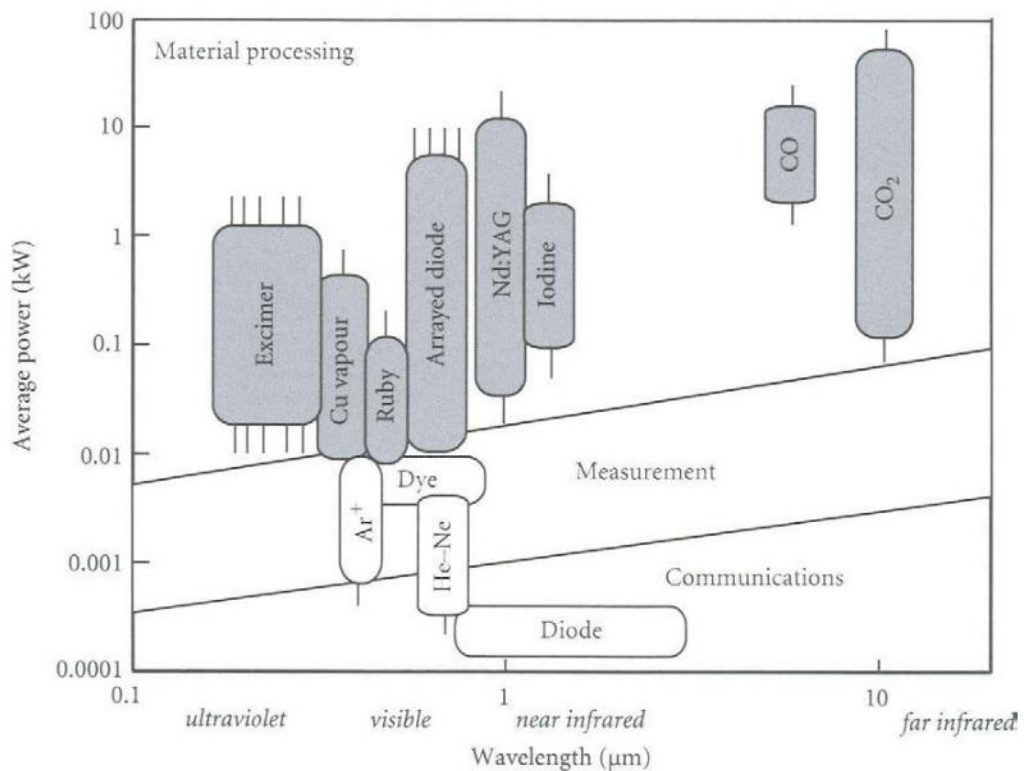 100
Material processing
10
1
0.1
0.01
0.001
0.0001
Average power (kW)
Excimer
Cu vapour
Ruby
Arrayed diode
Nd:YAG
Iodine
CO
CO₂
Ar⁺
Dye
He–Ne
Diode
Measurement
Communications
0.1 1 10
ultraviolet visible near infrared far infrared
Wavelength (µm)